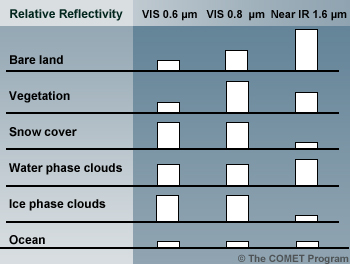 Relative Reflectivity VIS 0.6 µm VIS 0.8 µm Near IR 1.6 µm
Bare land
Vegetation
Snow cover
Water phase clouds
Ice phase clouds
Ocean
© The COMET Program